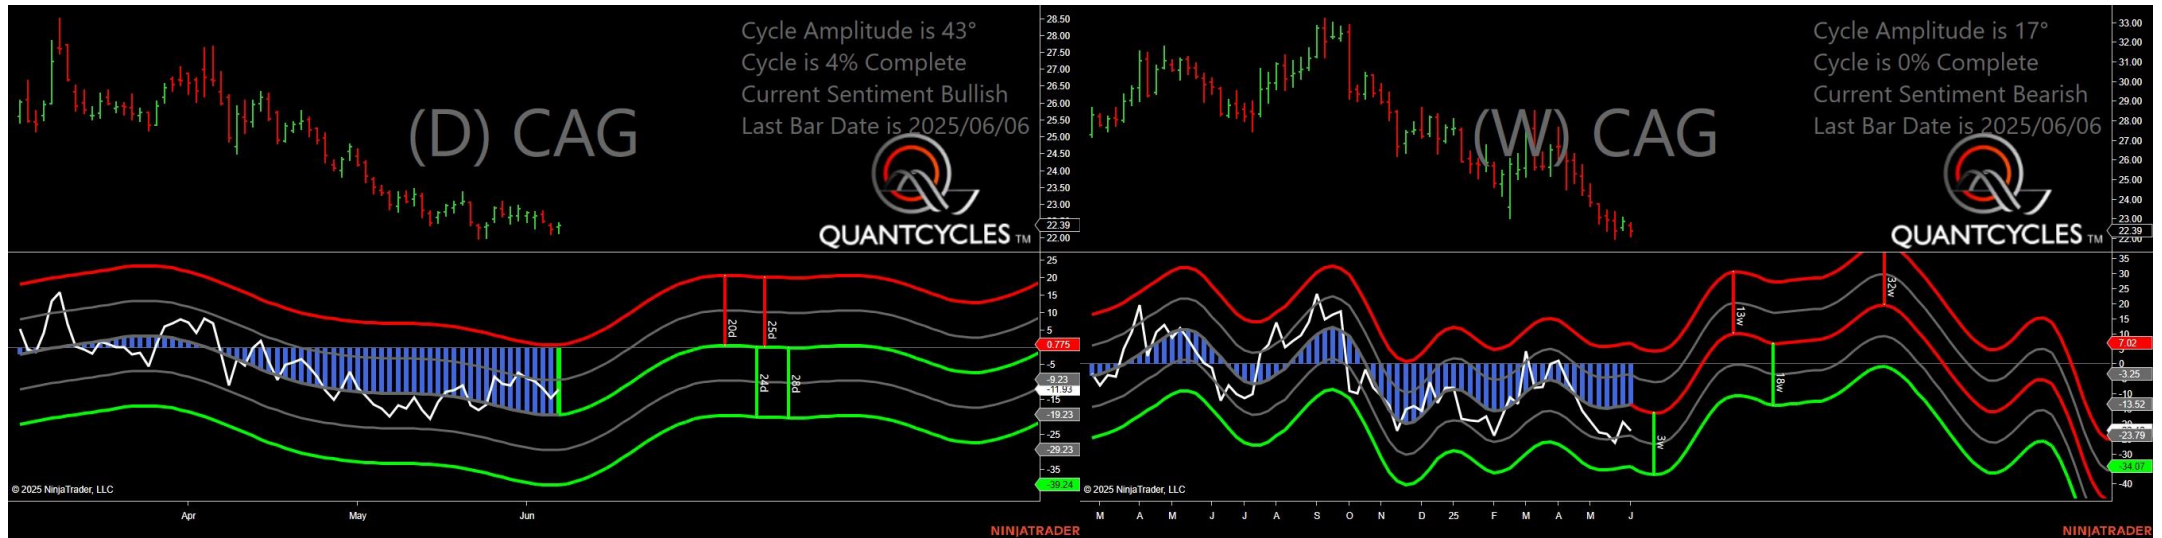 Cycle Amplitude is 43°
Cycle is 4% Complete
Current Sentiment Bullish
Last Bar Date is 2025/06/06
(D) CAG
QUANTCYCLES TM
28.50
28.00
27.50
27.00
26.50
26.00
25.50
25.00
24.50
24.00
23.50
23.00
22.39
22.00
25
20
15
10
5
0.775
-5
-9.23
-11.93
-15
-19.23
-25
-29.23
-35
-39.24
20d
25d
24d
28d
© 2025 NinjaTrader, LLC
Apr
May
Jun
NINJATRADER
Cycle Amplitude is 17°
Cycle is 0% Complete
Current Sentiment Bearish
Last Bar Date is 2025/06/06
(W) CAG
QUANTCYCLES TM
33.00
32.00
31.00
30.00
29.00
28.00
27.00
26.00
25.00
24.00
23.00
22.39
22.00
35
30
25
20
15
10
7.02
0
-3.25
-10
-13.52
-23.79
-30
-34.07
-40
13w
32w
18w
3w
© 2025 NinjaTrader, LLC
M
A
M
J
J
A
S
O
N
D
25
F
M
A
M
J
NINJATRADER